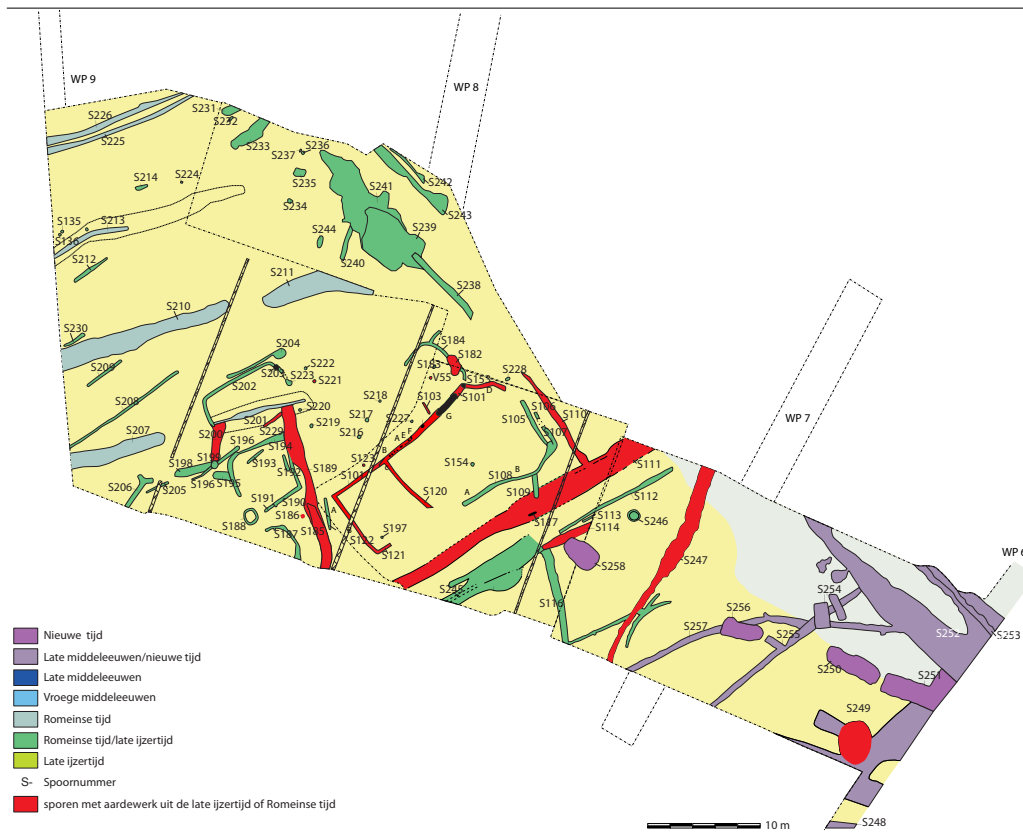 WP 9
WP 8
S226
S231
S232
S225
S233
S236
S237
S224
S214
S235
S242
S241
S234
S243
S135
S213
S244
S239
S136
S212
S240
S238
S211
S210
S230
S204
S184
S182
WP 7
S209
S203
S222
S183
S223
S221
V55
S153
S228
S202
D
S101
S208
S218
S103
S220
S217
S227
G
S105
S106
S110
S207
S201
S219
F
S200
S229
S216
A
E
S107
S196
B
S199
S194
S123
S154
S111
S198
S193
S189
S101
C
S108
B
S192
S206
S205
S196
S195
S120
A
S109
S112
S191
S190
S186
A
S113
S246
S188
S185
S197
S117
S114
S187
B
S122
S121
S247
WP 6
S258
S245
S116
S254
S256
S257
S255
S252
S253
S250
S251
S249
S248
Nieuwe tijd
Late middeleeuwen/nieuwe tijd
Late middeleeuwen
Vroege middeleeuwen
Romeinse tijd
Romeinse tijd/late ijzertijd
Late ijzertijd
S- Spoornummer
sporen met aardewerk uit de late ijzertijd of Romeinse tijd
10 m